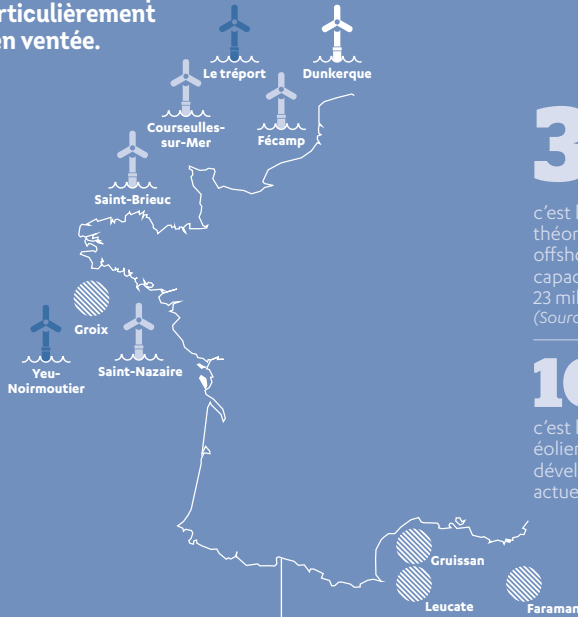 rticulièrement
en ventée.
Le tréport
Dunkerque
Courseulles-
sur-Mer
Fécamp
Saint-Brieuc
Groix
Yeu-
Noirmoutier
Saint-Nazaire
Gruissan
Leucate
Faraman
3
c'est l
théor
offsho
capac
23 mil
(Sourc
10
c'est l
éolien
dével
actue